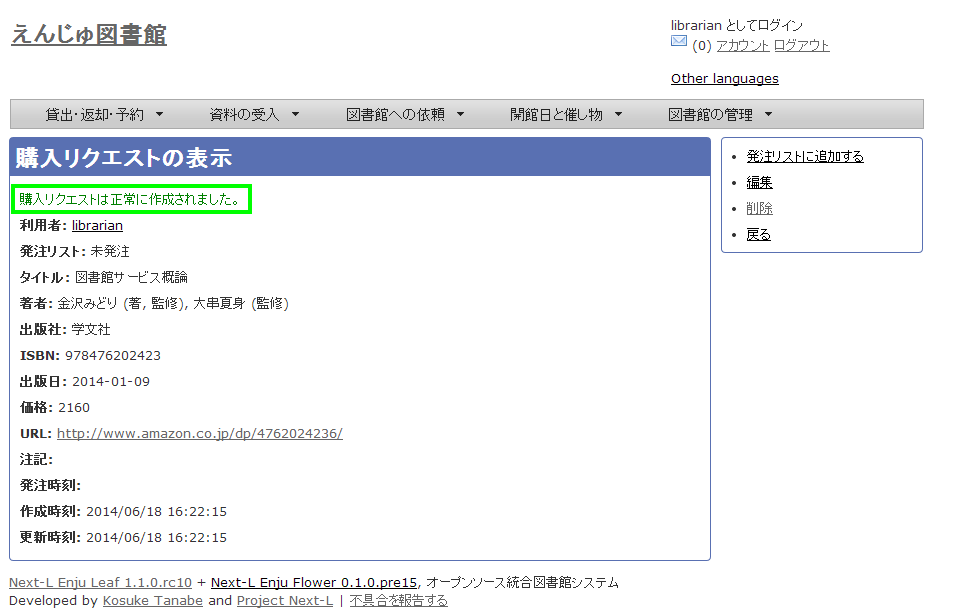 えんじゅ図書館
librarian としてログイン
(0) アカウント ログアウト
Other languages
貸出・返却・予約 ▼ 資料の受入 ▼ 図書館への依頼 ▼ 開館日と催し物 ▼ 図書館の管理 ▼
購入リクエストの表示
購入リクエストは正常に作成されました。
利用者: librarian
発注リスト: 未発注
タイトル: 図書館サービス概論
著者: 金沢みどり (著, 監修), 大串夏身 (監修)
出版社: 学文社
ISBN: 978476202423
出版日: 2014-01-09
価格: 2160
URL: http://www.amazon.co.jp/dp/4762024236/
注記:
発注時刻:
作成時刻: 2014/06/18 16:22:15
更新時刻: 2014/06/18 16:22:15
• 発注リストに追加する
• 編集
• 削除
• 戻る
Next-L Enju Leaf 1.1.0.rc10 + Next-L Enju Flower 0.1.0.pre15, オープンソース統合図書館システム
Developed by Kosuke Tanabe and Project Next-L | 不具合を報告する